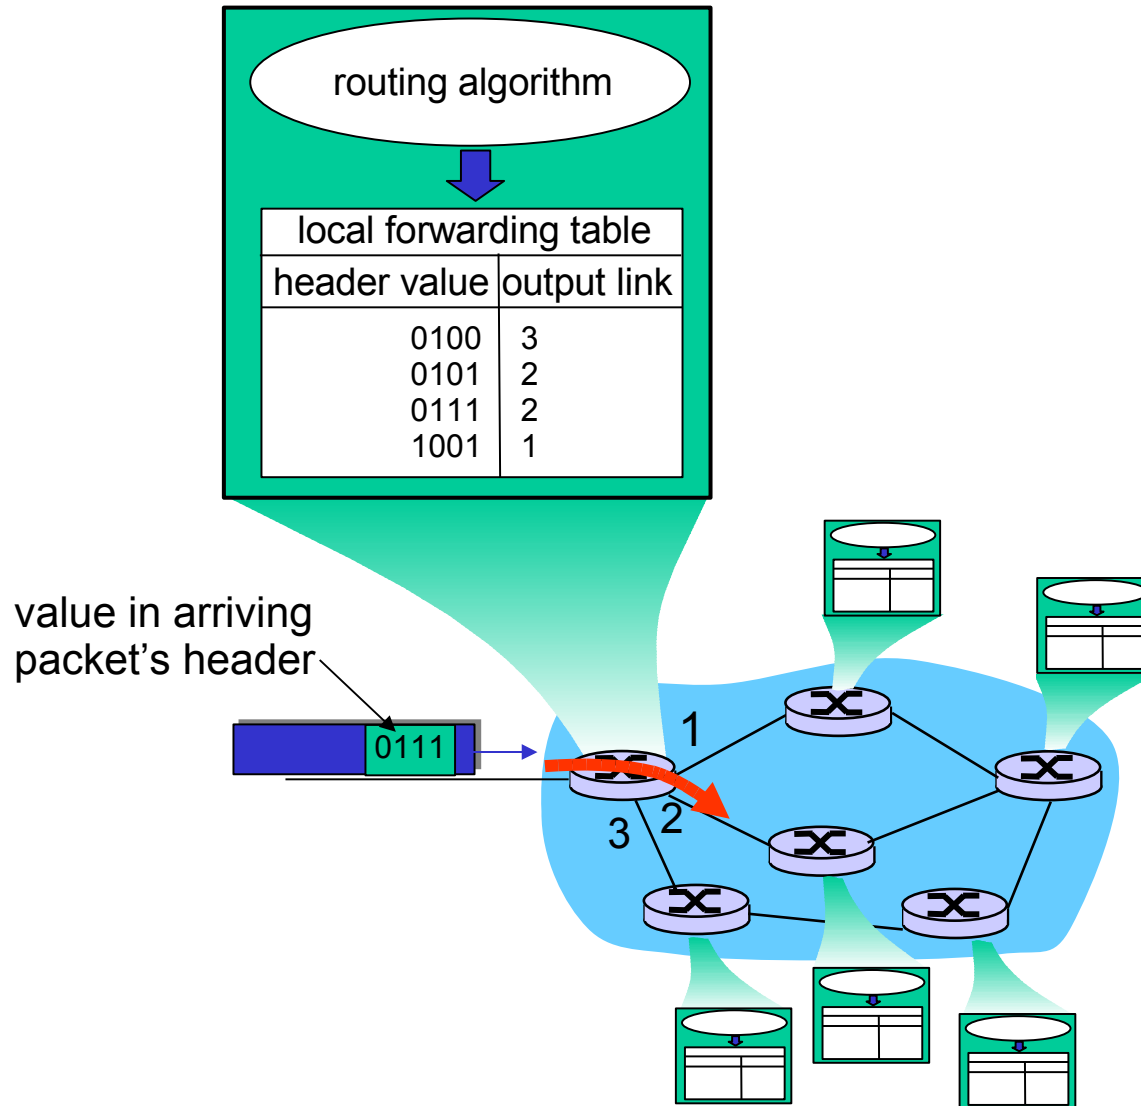 routing algorithm
local forwarding table
header value output link
0100 3
0101 2
0111 2
1001 1
value in arriving
packet’s header
0111
1
2
3